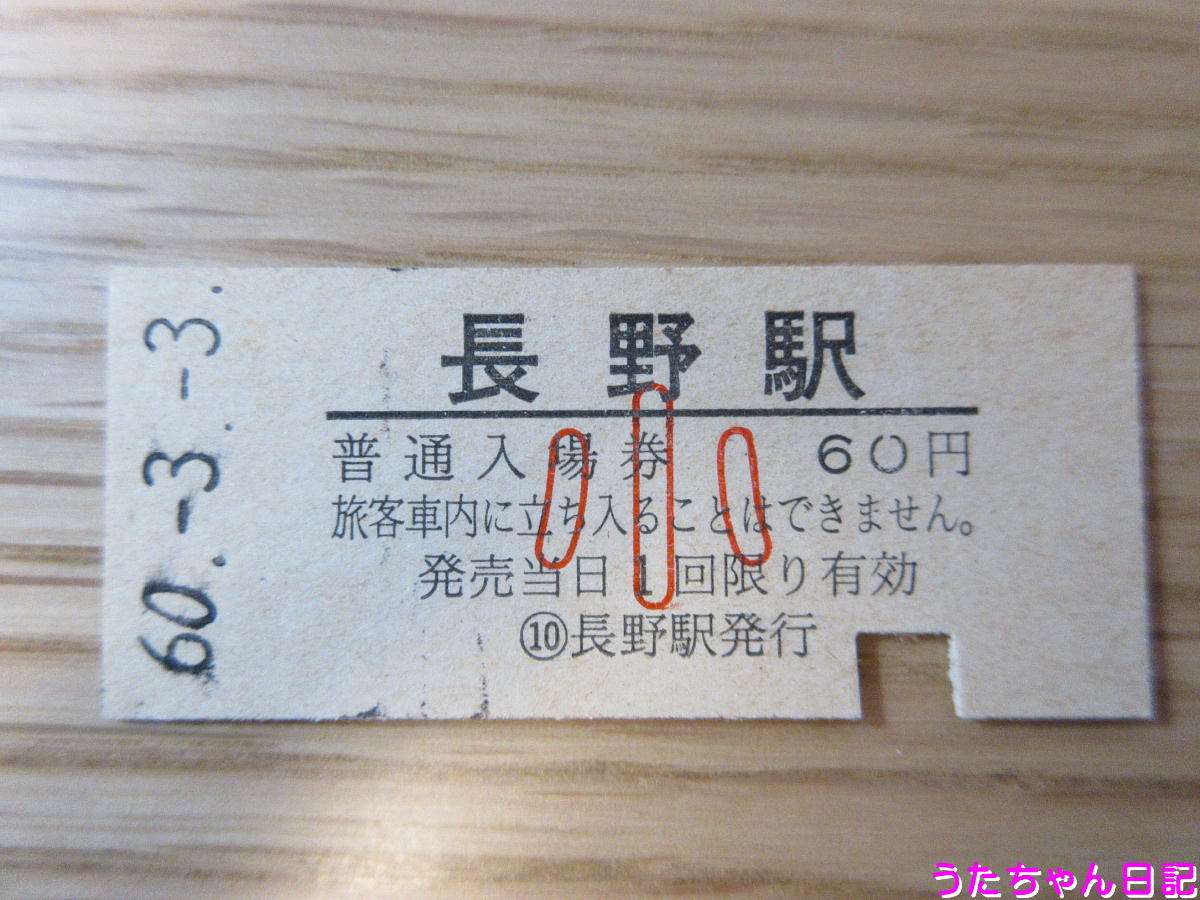 60.-3.-3.
長野駅
普通入場券 60円
旅客車内に立ち入ることはできません。
発売当日1回限り有効
⑩長野駅発行
小
うたちゃん日記